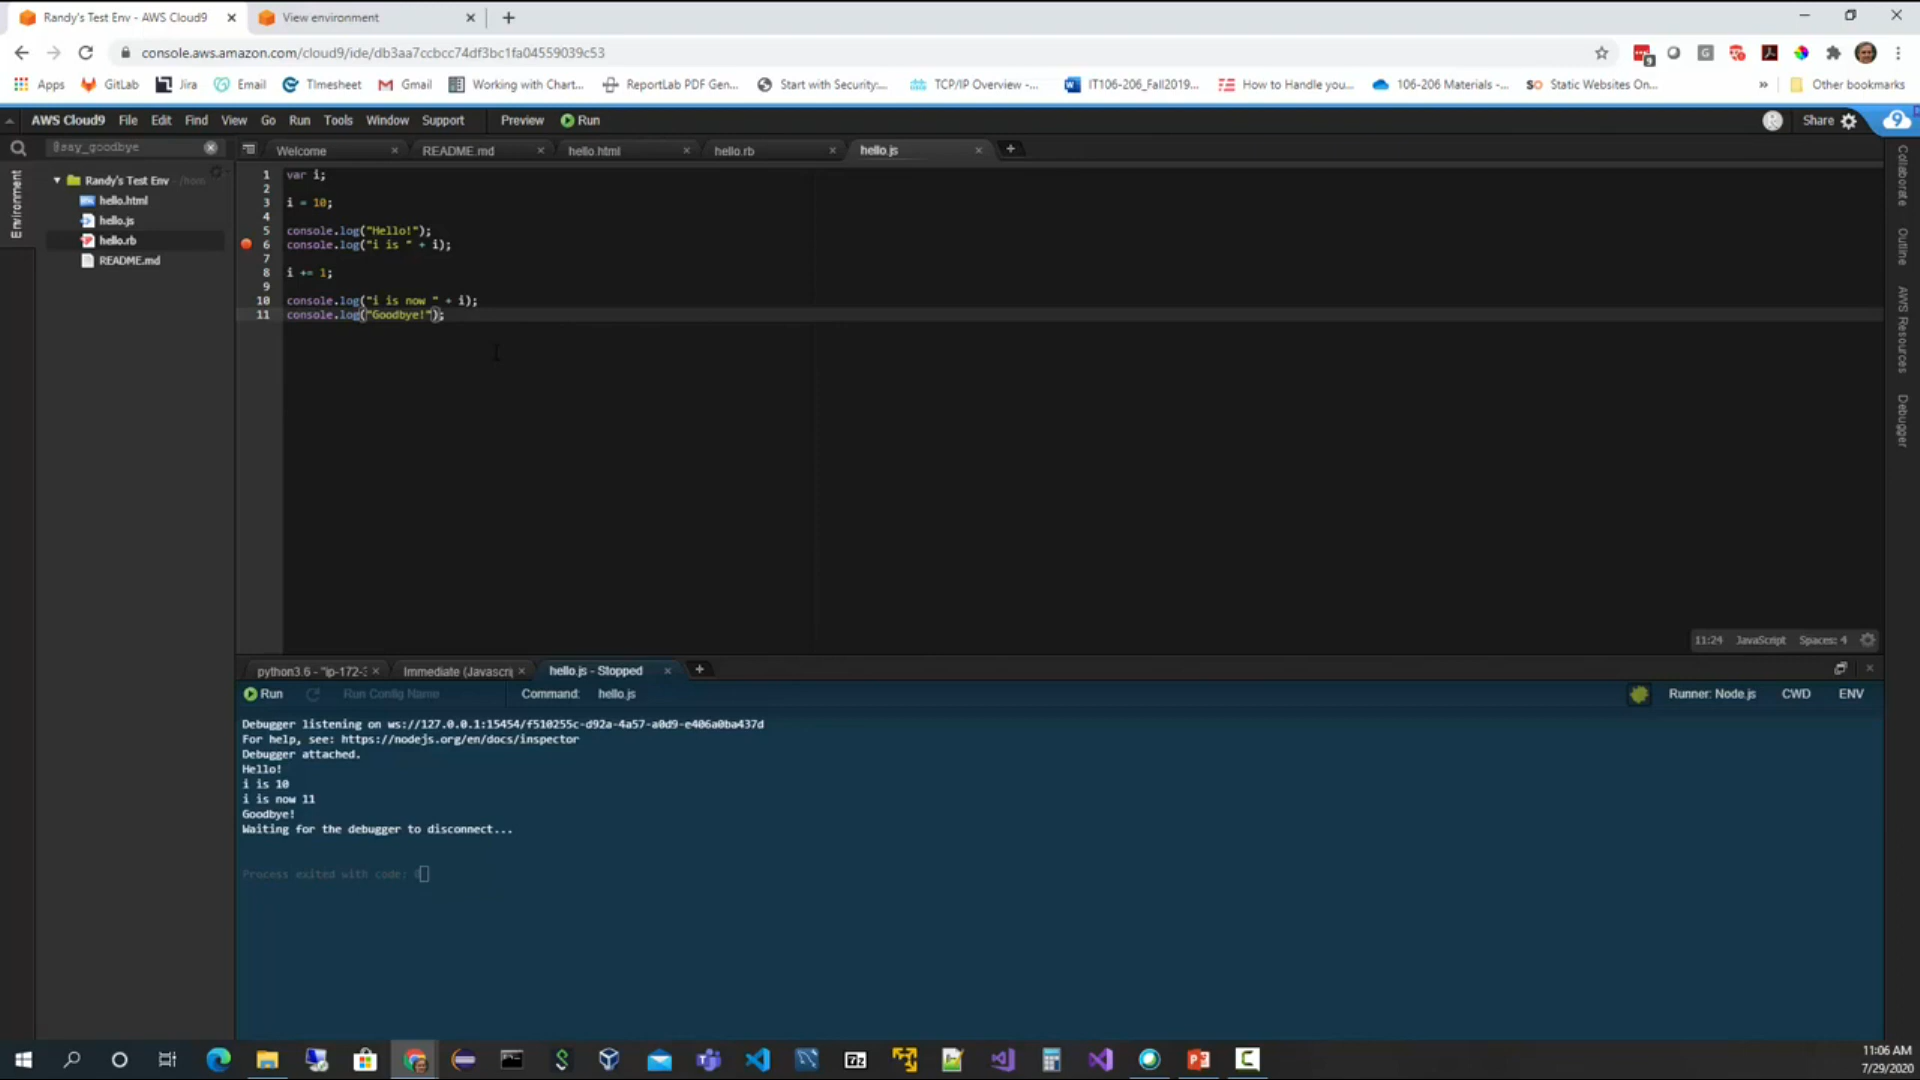 Randy's Test Env - AWS Cloud9
View environment
console.aws.amazon.com/cloud9/ide/db3aa7ccbcc74df3bc1fa04559039c53
Apps GitLab Jira Email TImesheet Gmail Working with Chart... ReportLab PDF Gen... Start with Security:... TCP/IP Overview -... IT106-206_Fall2019... How to Handle you... 106-206 Materials -... Static Websites On... » Other bookmarks
AWS Cloud9 File Edit Find View Go Run Tools Window Support Preview Run Share
@say_goodbye
Welcome README.md hello.html hello.rb hello.js
Environment
Randy's Test Env
hello.html
hello.js
hello.rb
README.md
1 var i;
2
3 i = 10;
4
5 console.log("Hello!");
6 console.log("i is " + i);
7
8 i += 1;
9
10 console.log("i is now " + i);
11 console.log("Goodbye!");
Collaborate
Outline
AWS Resources
Debugger
11:24 JavaScript Spaces: 4
python3.6 - "ip-172-3 Immediate (Javascri hello.js - Stopped
Run Run Config Name Command: hello.js Runner: Node.js CWD ENV
Debugger listening on ws://127.0.0.1:15454/f510255c-d92a-4a57-a0d9-e406a0ba437d
For help, see: https://nodejs.org/en/docs/inspector
Debugger attached.
Hello!
i is 10
i is now 11
Goodbye!
Waiting for the debugger to disconnect...
Process exited with code: 0
11:06 AM
7/29/2020